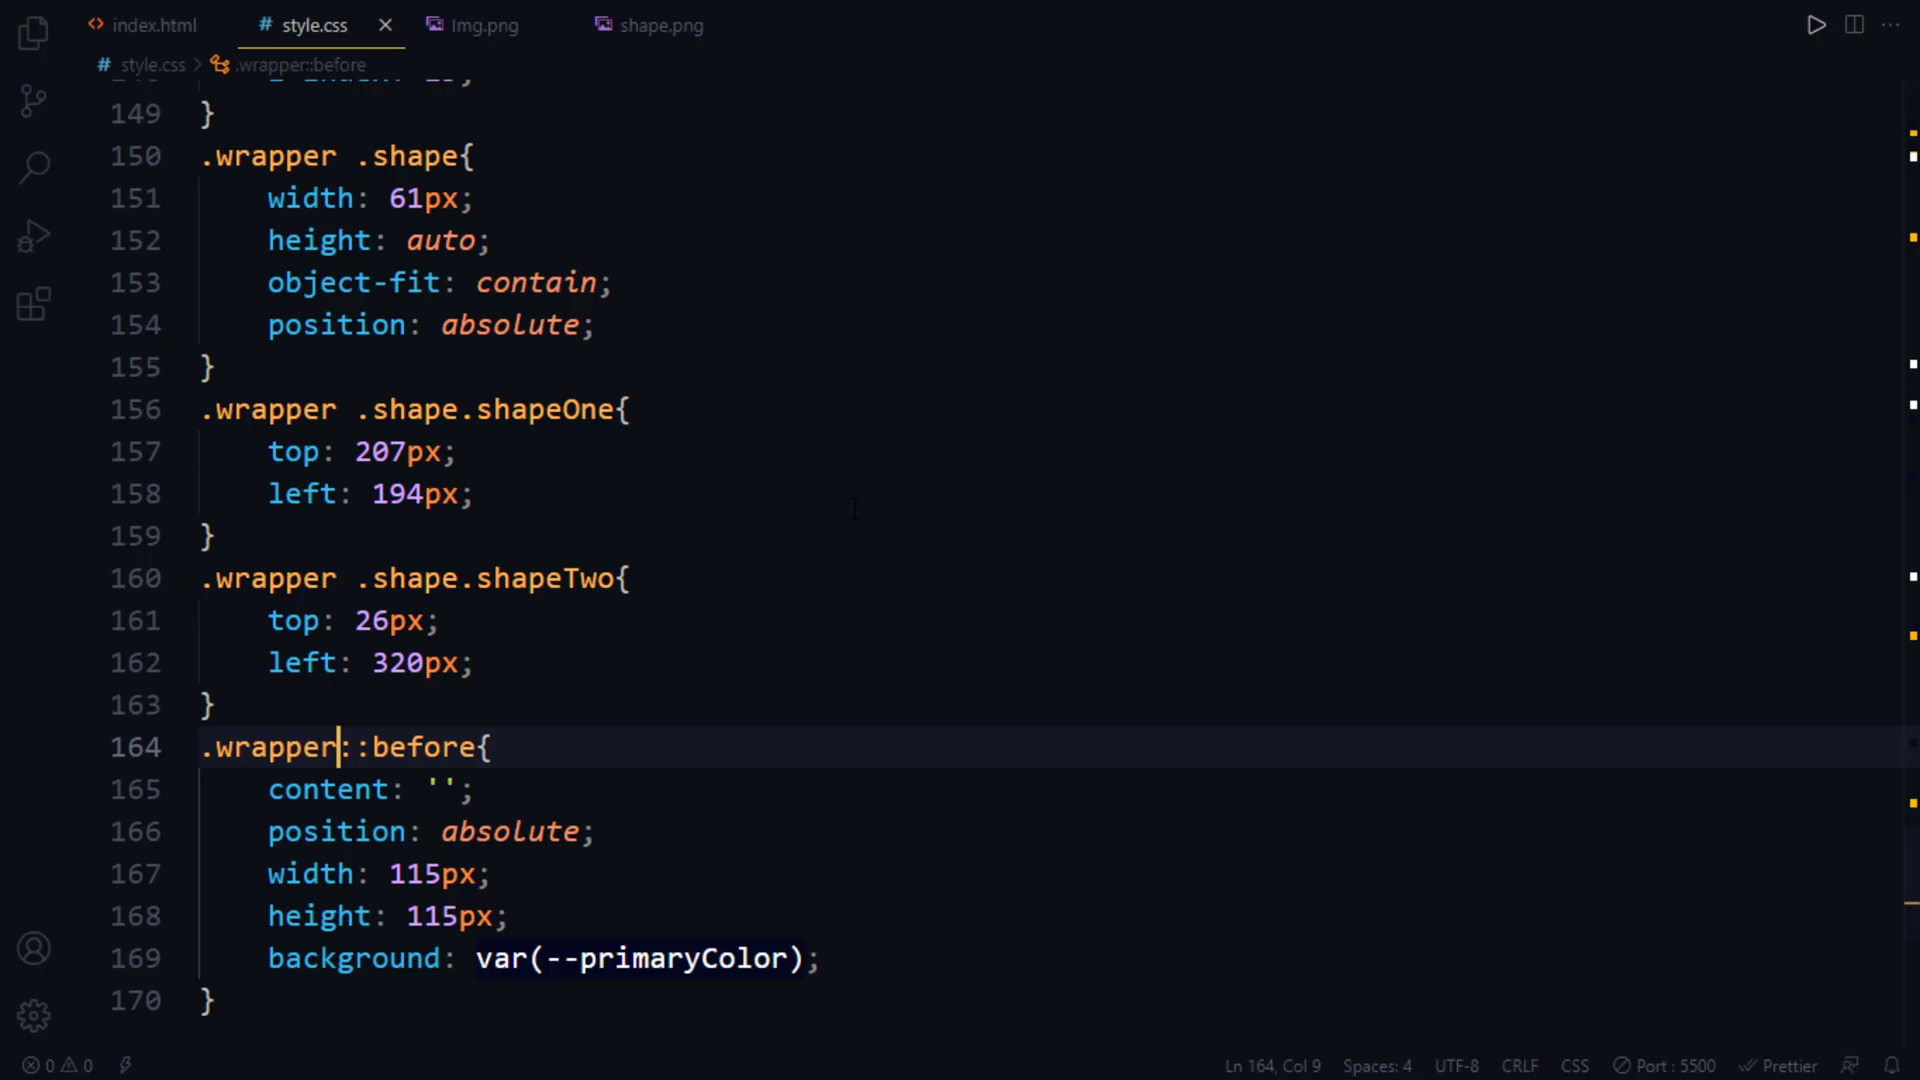 index.html
style.css
Img.png
shape.png
style.css > .wrapper::before
149 }
150 .wrapper .shape{
151 width: 61px;
152 height: auto;
153 object-fit: contain;
154 position: absolute;
155 }
156 .wrapper .shape.shapeOne{
157 top: 207px;
158 left: 194px;
159 }
160 .wrapper .shape.shapeTwo{
161 top: 26px;
162 left: 320px;
163 }
164 .wrapper::before{
165 content: '';
166 position: absolute;
167 width: 115px;
168 height: 115px;
169 background: var(--primaryColor);
170 }
0 0 Ln 164, Col 9 Spaces: 4 UTF-8 CRLF CSS Port : 5500 Prettier